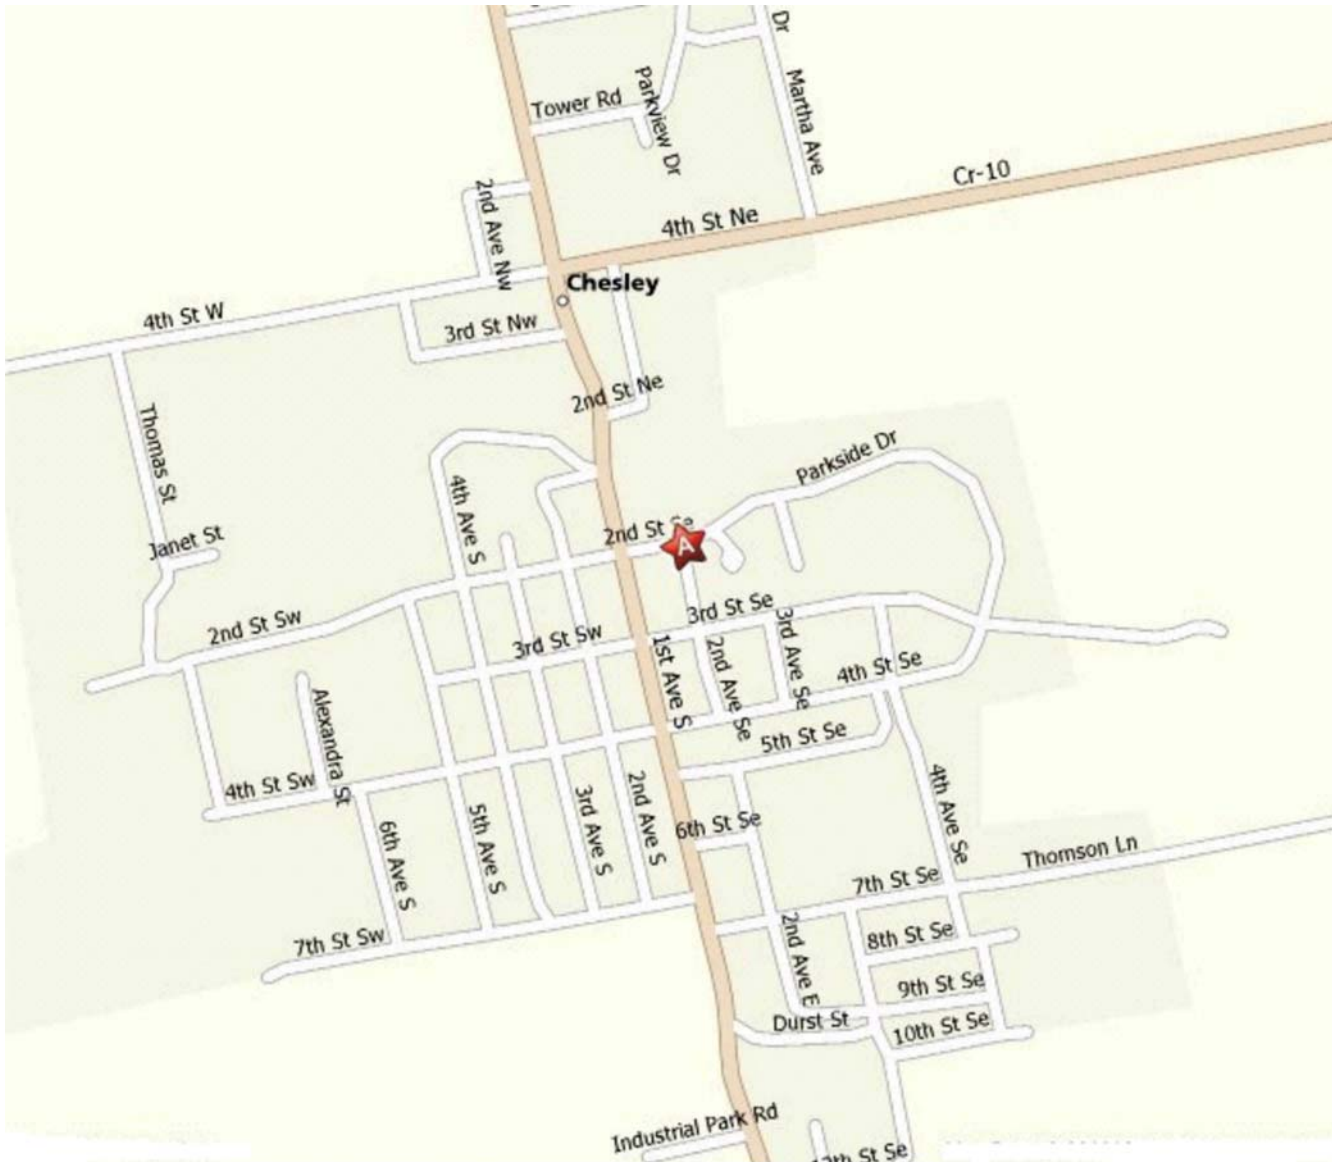 Dr
Tower Rd
Parkview Dr
Martha Ave
Cr-10
2nd Ave Nw
4th St Ne
Chesley
4th St W
3rd St Nw
2nd St Ne
Thomas St
Parkside Dr
4th Ave S
2nd St Se
A
Janet St
2nd St Sw
3rd St Se
3rd St Sw
1st Ave S
2nd Ave Se
3rd Ave Se
4th St Se
Alexandra St
5th St Se
4th St Sw
4th Ave Se
6th Ave S
5th Ave S
3rd Ave S
2nd Ave S
6th St Se
Thomson Ln
7th St Se
7th St Sw
2nd Ave E
8th St Se
9th St Se
Durst St
10th St Se
Industrial Park Rd
St Se